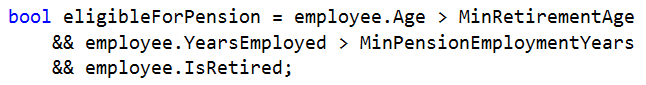 bool eligibleForPension = employee.Age > MinRetirementAge
&& employee.YearsEmployed > MinPensionEmploymentYears
&& employee.IsRetired;